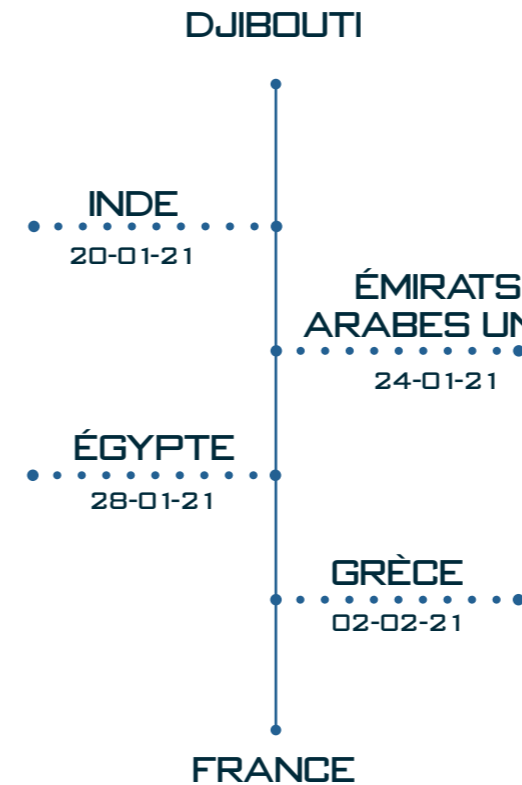 DJIBOUTI
INDE
20-01-21
ÉMIRATS
ARABES UN
24-01-21
ÉGYPTE
28-01-21
GRÈCE
02-02-21
FRANCE